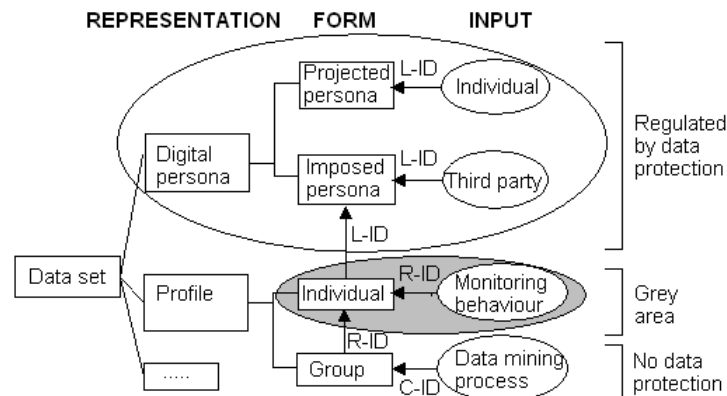 REPRESENTATION FORM INPUT
Projected
persona
L-ID
Individual
Regulated
by data
protection
Digital
persona
Imposed
persona
L-ID
Third party
L-ID
Data set
Profile
Individual
R-ID
Monitoring
behaviour
Grey
area
R-ID
.....
Group
C-ID
Data mining
process
No data
protection